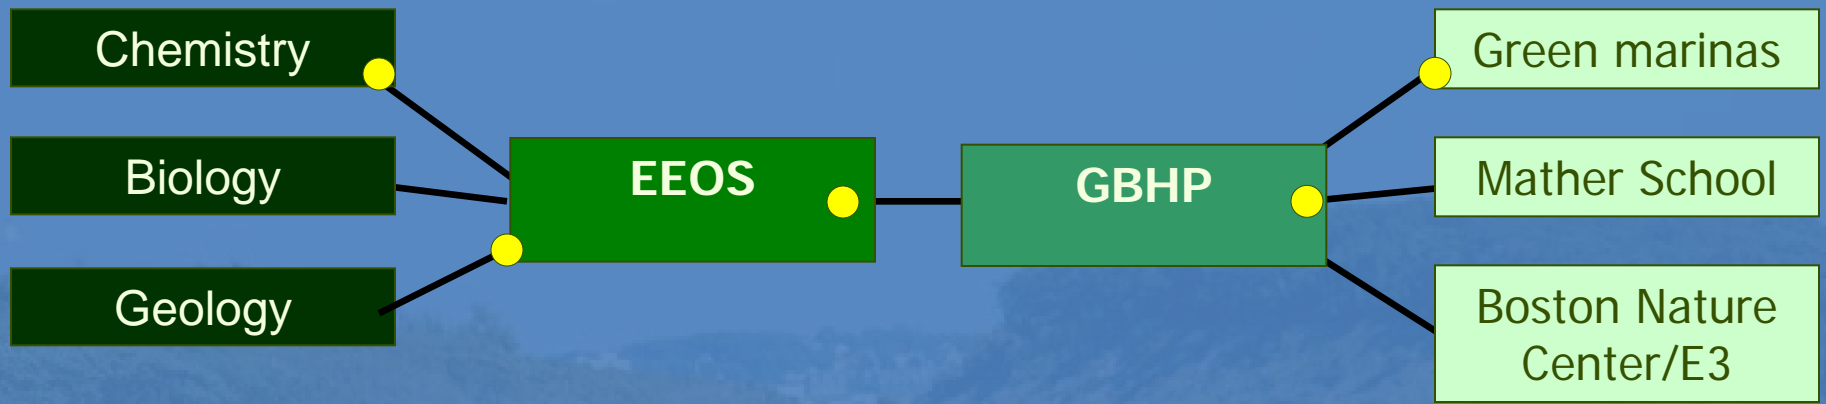 Chemistry
Biology
Geology
EEOS
GBHP
Green marinas
Mather School
Boston Nature
Center/E3